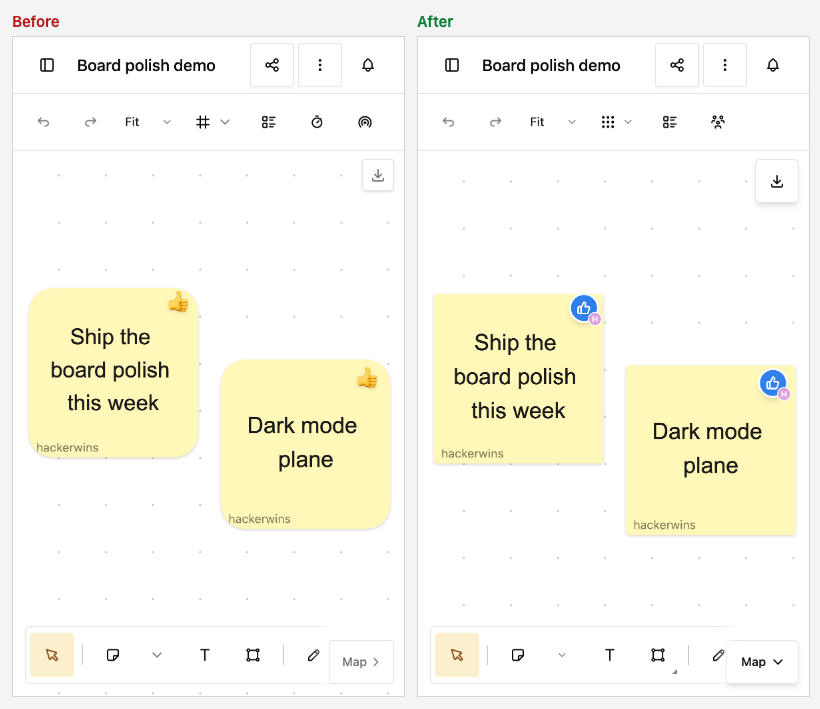 Before
Board polish demo
Fit
Ship the
board polish
this week
hackerwins
Dark mode
plane
hackerwins
T
Map
After
Board polish demo
Fit
Ship the
board polish
this week
hackerwins
H
Dark mode
plane
hackerwins
H
T
Map